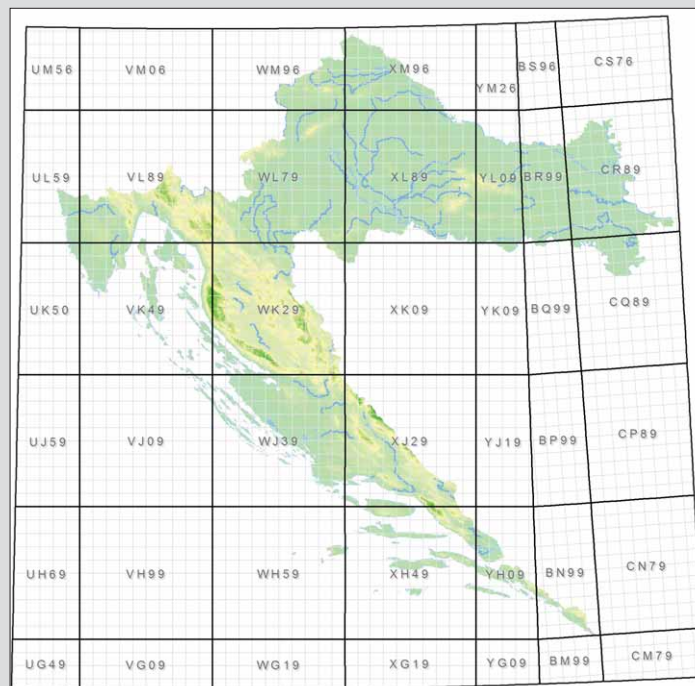 UM56 VM06 WM96 XM96 YM26 BS96 CS76
UL59 VL89 WL79 XL89 YL09 BR99 CR89
UK50 VK49 WK29 XK09 YK09 BQ99 CQ89
UJ59 VJ09 WJ39 XJ29 YJ19 BP99 CP89
UH69 VH99 WH59 XH49 YH09 BN99 CN79
UG49 VG09 WG19 XG19 YG09 BM99 CM79